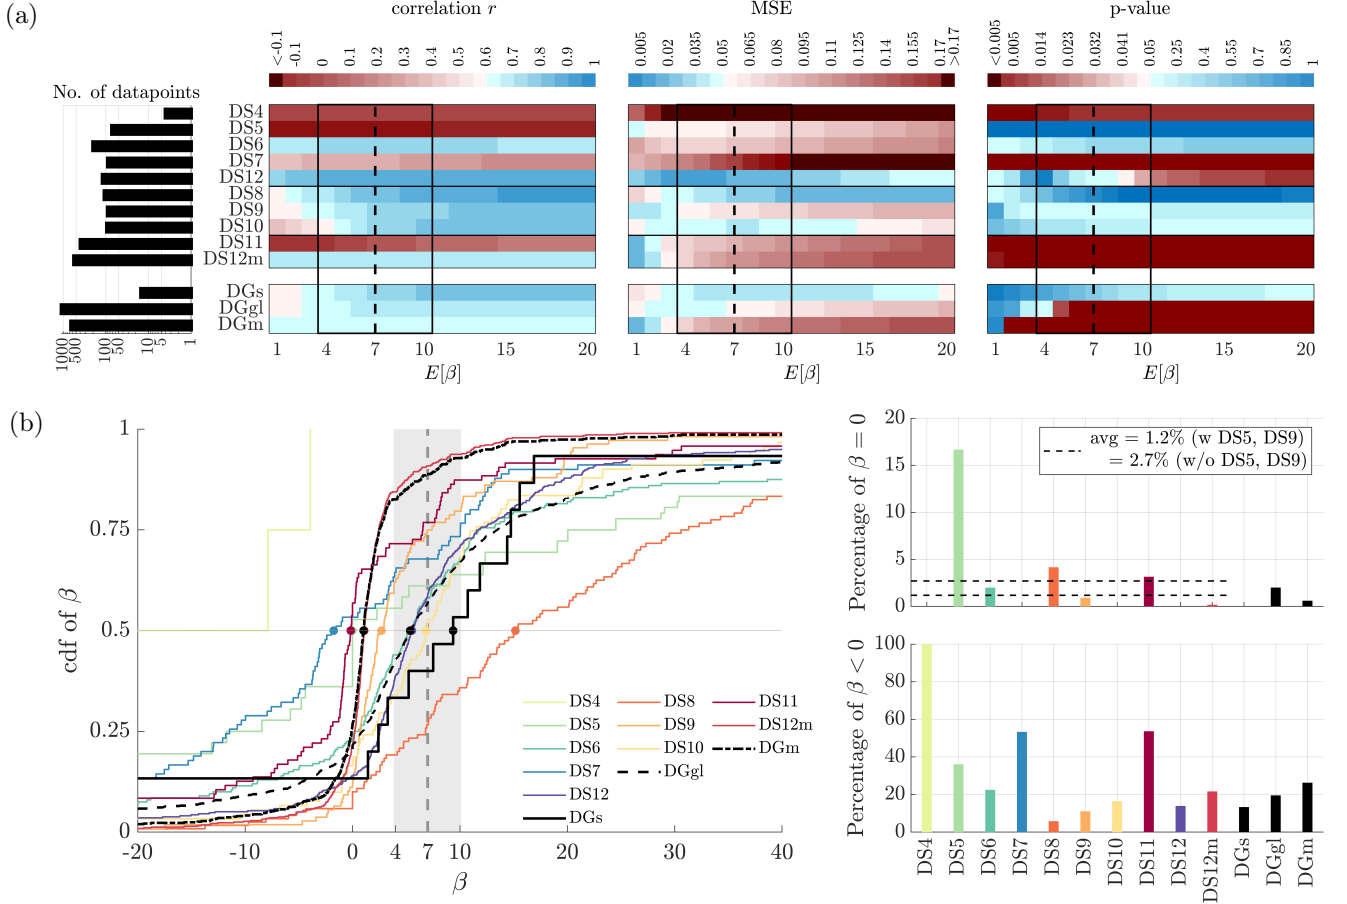 (a)
correlation r
MSE
p-value
<-0.1
-0.1
0
0.1
0.2
0.3
0.4
0.5
0.6
0.7
0.8
0.9
1
0.005
0.02
0.035
0.05
0.065
0.08
0.095
0.11
0.125
0.14
0.155
0.17
>0.17
<0.005
0.005
0.014
0.023
0.032
0.041
0.05
0.25
0.4
0.55
0.7
0.85
1
No. of datapoints
DS4
DS5
DS6
DS7
DS12
DS8
DS9
DS10
DS11
DS12m
DGs
DGgl
DGm
1000
500
100
50
10
5
1
1 4 7 10 15 20
1 4 7 10 15 20
1 4 7 10 15 20
E[β]
E[β]
E[β]
(b)
cdf of β
1
0.75
0.5
0.25
0
-20 -10 0 4 7 10 20 30 40
β
DS4
DS5
DS6
DS7
DS12
DGs
DS8
DS9
DS10
DGgl
DS11
DS12m
DGm
Percentage of β = 0
20
15
10
5
0
avg = 1.2% (w DS5, DS9)
= 2.7% (w/o DS5, DS9)
Percentage of β < 0
100
80
60
40
20
0
DS4
DS5
DS6
DS7
DS8
DS9
DS10
DS11
DS12
DS12m
DGs
DGgl
DGm